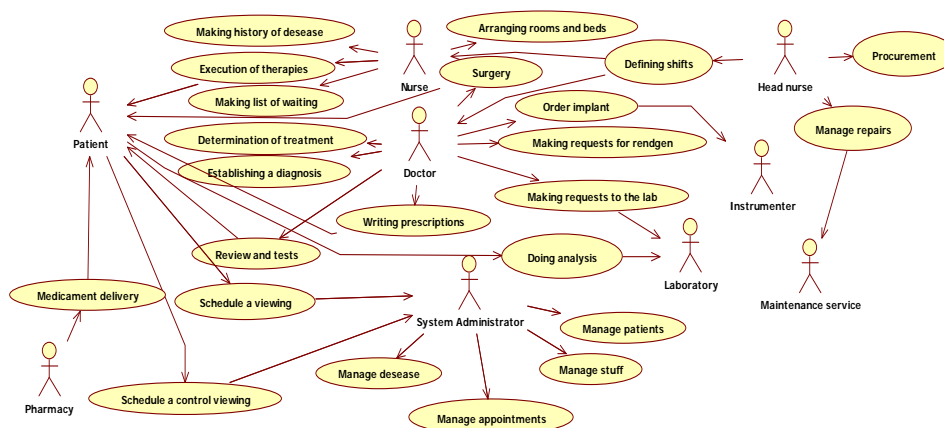 Making history of desease
Arranging rooms and beds
Execution of therapies
Nurse
Surgery
Defining shifts
Head nurse
Procurement
Making list of waiting
Order implant
Patient
Determination of treatment
Doctor
Making requests for rendgen
Manage repairs
Establishing a diagnosis
Making requests to the lab
Instrumenter
Writing prescriptions
Review and tests
Doing analysis
Laboratory
Maintenance service
Medicament delivery
Schedule a viewing
System Administrator
Manage patients
Pharmacy
Manage desease
Manage stuff
Schedule a control viewing
Manage appointments